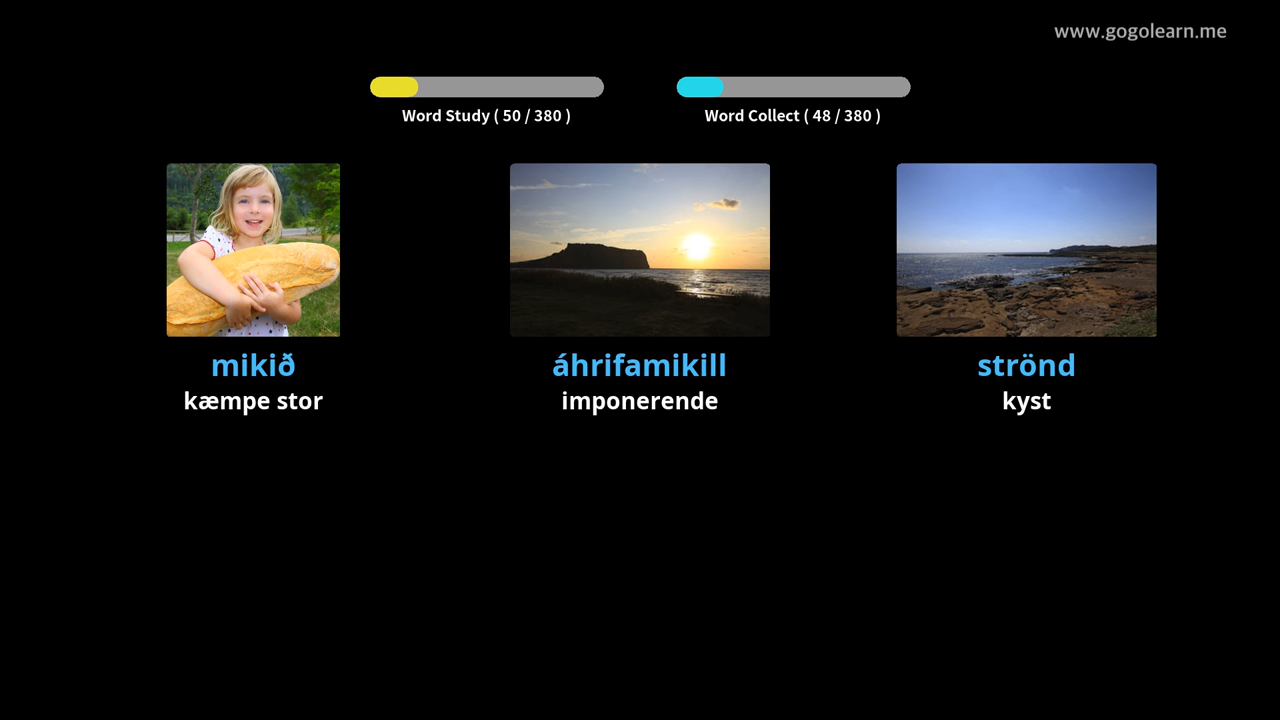 www.gogolearn.me
Word Study ( 50 / 380 )
Word Collect ( 48 / 380 )
mikið
kæmpe stor
áhrifamikill
imponerende
strönd
kyst